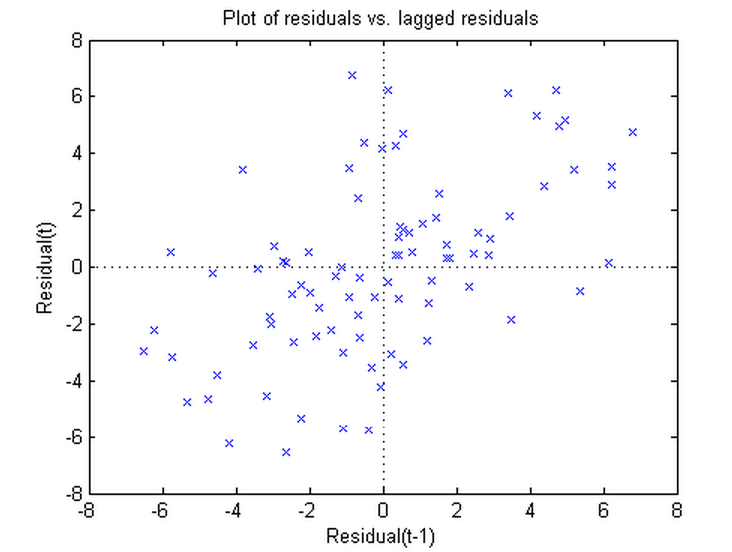 Plot of residuals vs. lagged residuals
8
6
4
2
0
-2
-4
-6
-8
Residual(t)
-8 -6 -4 -2 0 2 4 6 8
Residual(t-1)